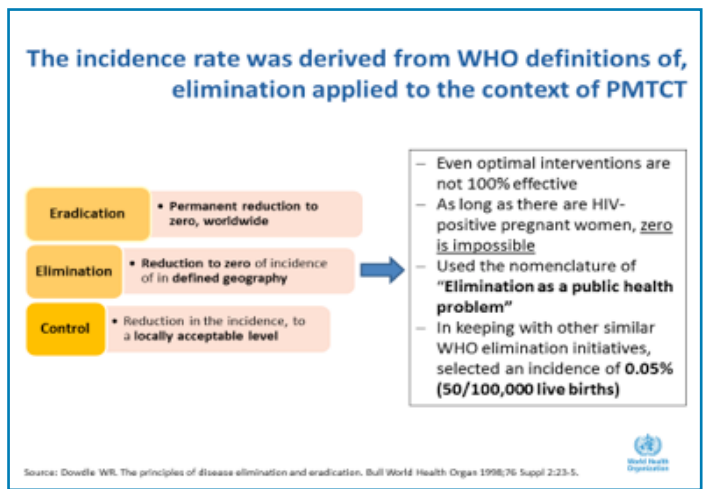 The incidence rate was derived from WHO definitions of,
elimination applied to the context of PMTCT
Eradication
• Permanent reduction to
zero, worldwide
Elimination
• Reduction to zero of incidence
of in defined geography
Control
• Reduction in the incidence, to
a locally acceptable level
– Even optimal interventions are
not 100% effective
– As long as there are HIV-
positive pregnant women, zero
is impossible
– Used the nomenclature of
“Elimination as a public health
problem”
– In keeping with other similar
WHO elimination initiatives,
selected an incidence of 0.05%
(50/100,000 live births)
World Health
Organization
Source: Dowdle WR. The principles of disease elimination and eradication. Bull World Health Organ 1998;76 Suppl 2:23-5.